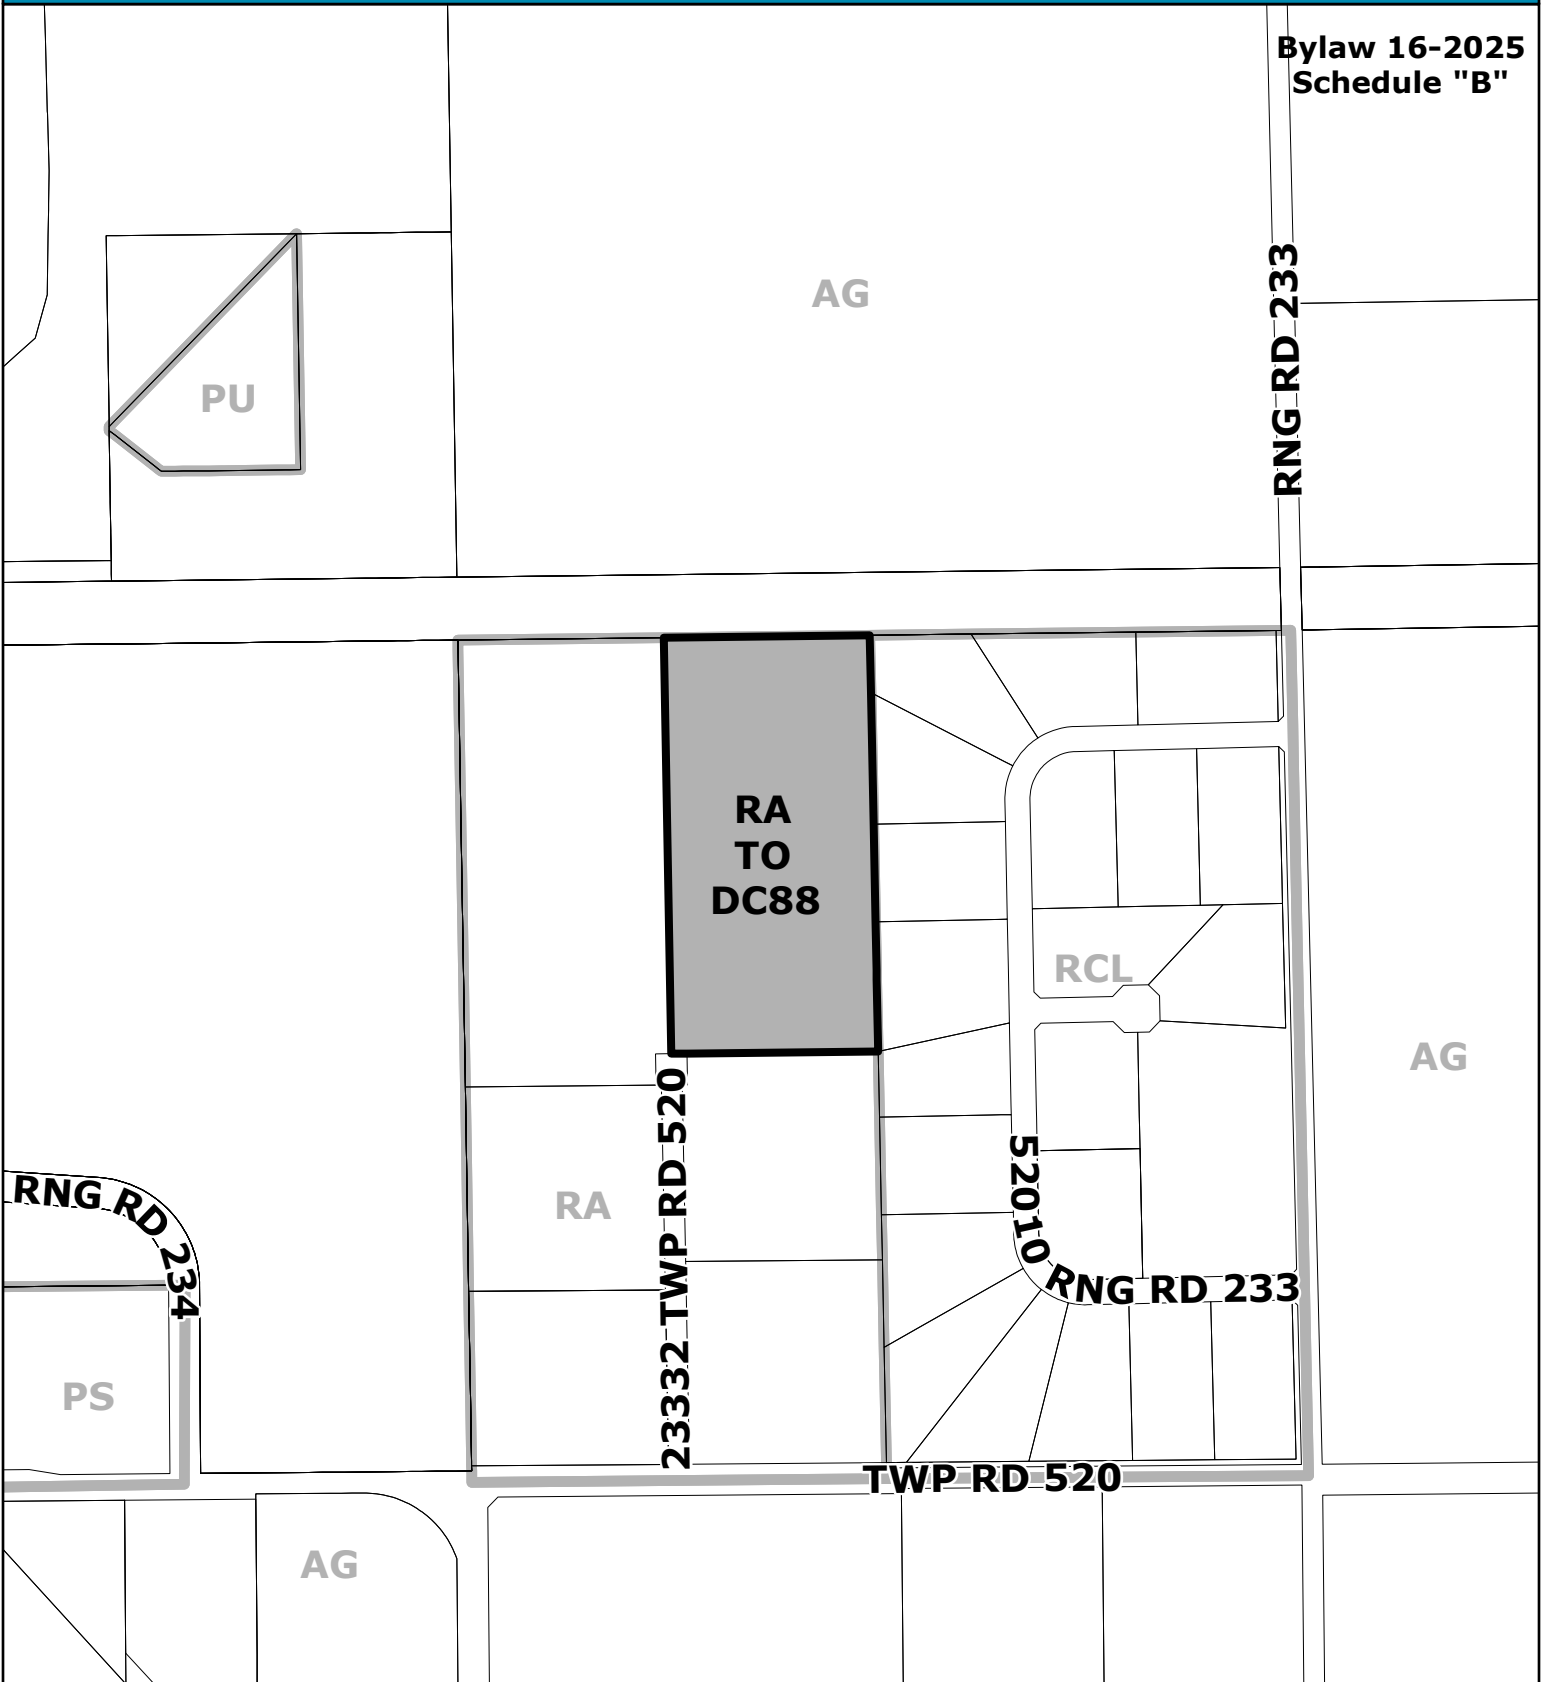 Bylaw 16-2025
Schedule "B"
AG
RNG RD 233
PU
RA
TO
DC88
RCL
AG
23332 TWP RD 520
RA
52010 RNG RD 233
RNG RD 234
PS
TWP RD 520
AG